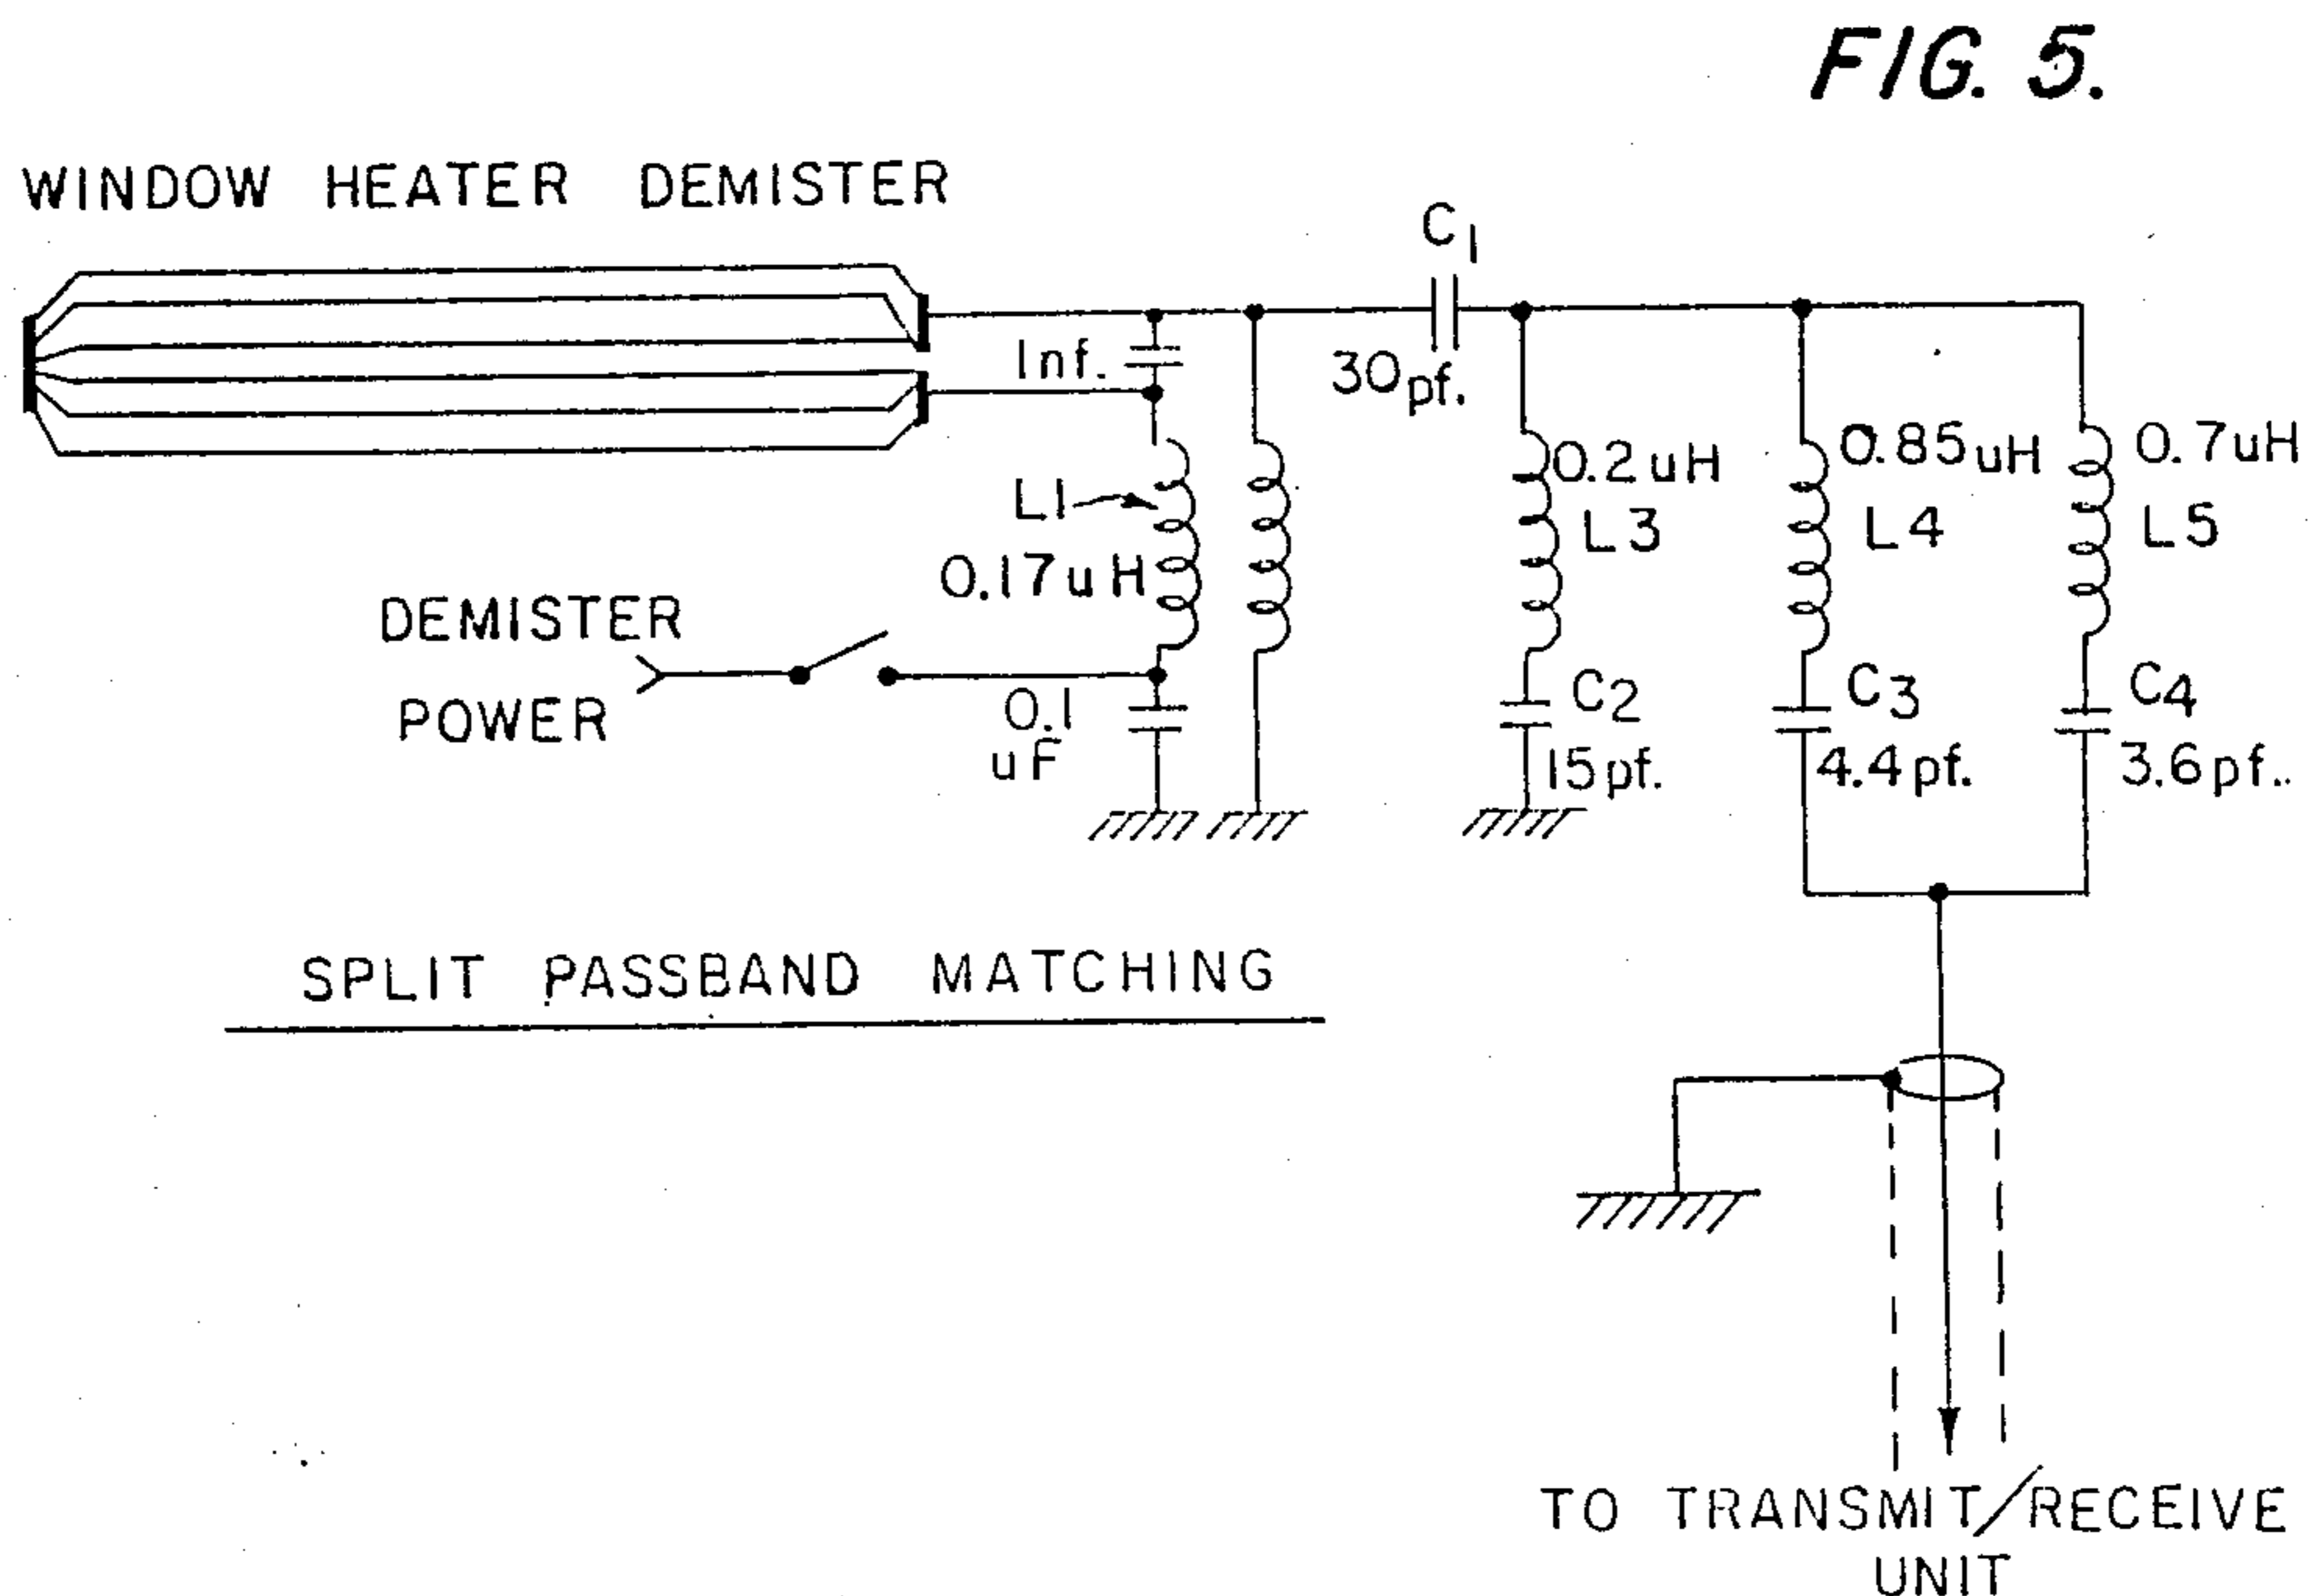 FIG. 5.
WINDOW HEATER DEMISTER
C1
1nf.
30pf.
L1
0.17uH
0.2uH
L3
0.85uH
L4
0.7uH
L5
DEMISTER
POWER
0.1
uF
C2
15pf.
C3
4.4pf.
C4
3.6pf..
SPLIT PASSBAND MATCHING
TO TRANSMIT/RECEIVE
UNIT